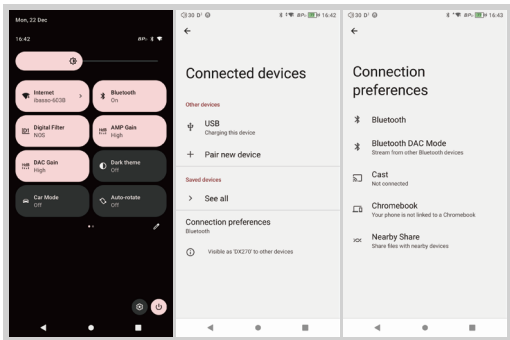 Mon, 22 Dec
16:42
Internet
ibasso-603B
Bluetooth
On
Digital Filter
NOS
AMP Gain
High
DAC Gain
High
Dark theme
Off
Car Mode
Off
Auto-rotate
Off
30
16:42
Connected devices
Other devices
USB
Charging this device
Pair new device
Saved devices
See all
Connection preferences
Bluetooth
Visible as 'DX270' to other devices
30
16:43
Connection
preferences
Bluetooth
Bluetooth DAC Mode
Stream from other Bluetooth devices
Cast
Not connected
Chromebook
Your phone is not linked to a Chromebook
Nearby Share
Share files with nearby devices